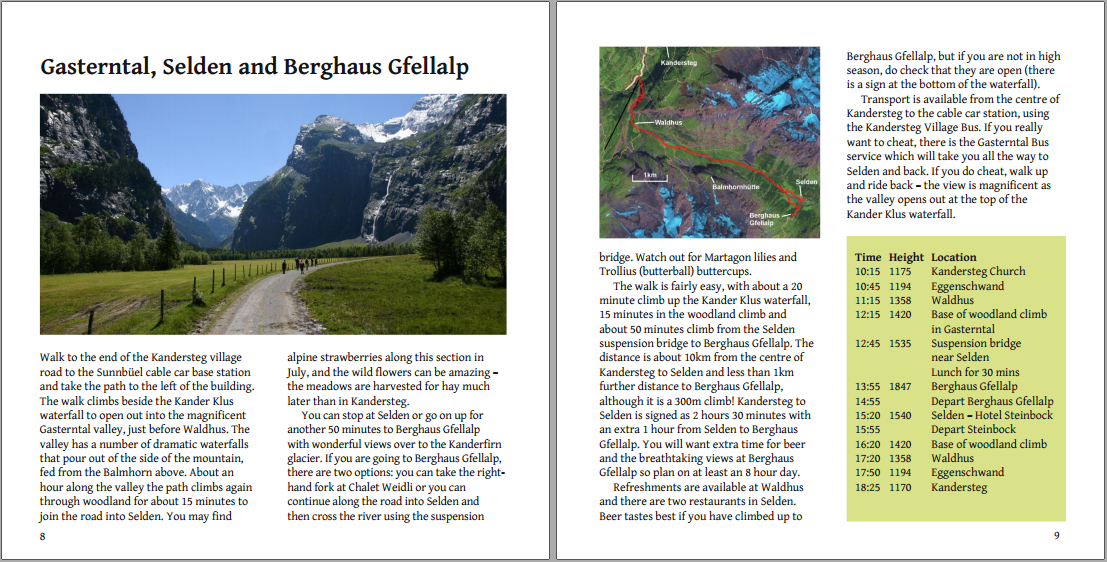 Gasterntal, Selden and Berghaus Gfellalp
Walk to the end of the Kandersteg village
road to the Sunnbüel cable car base station
and take the path to the left of the building.
The walk climbs beside the Kander Klus
waterfall to open out into the magnificent
Gasterntal valley, just before Waldhus. The
valley has a number of dramatic waterfalls
that pour out of the side of the mountain,
fed from the Balmhorn above. About an
hour along the valley the path climbs again
through woodland for about 15 minutes to
join the road into Selden. You may find
alpine strawberries along this section in
July, and the wild flowers can be amazing –
the meadows are harvested for hay much
later than in Kandersteg.
You can stop at Selden or go on up for
another 50 minutes to Berghaus Gfellalp
with wonderful views over to the Kanderfirn
glacier. If you are going to Berghaus Gfellalp,
there are two options: you can take the right-
hand fork at Chalet Weidli or you can
continue along the road into Selden and
then cross the river using the suspension
8
Kandersteg
Waldhus
1km
Balmhornhütte
Selden
Berghaus
Gfellalp
bridge. Watch out for Martagon lilies and
Trollius (butterball) buttercups.
The walk is fairly easy, with about a 20
minute climb up the Kander Klus waterfall,
15 minutes in the woodland climb and
about 50 minutes climb from the Selden
suspension bridge to Berghaus Gfellalp. The
distance is about 10km from the centre of
Kandersteg to Selden and less than 1km
further distance to Berghaus Gfellalp,
although it is a 300m climb! Kandersteg to
Selden is signed as 2 hours 30 minutes with
an extra 1 hour from Selden to Berghaus
Gfellalp. You will want extra time for beer
and the breathtaking views at Berghaus
Gfellalp so plan on at least an 8 hour day.
Refreshments are available at Waldhus
and there are two restaurants in Selden.
Beer tastes best if you have climbed up to
Berghaus Gfellalp, but if you are not in high
season, do check that they are open (there
is a sign at the bottom of the waterfall).
Transport is available from the centre of
Kandersteg to the cable car station, using
the Kandersteg Village Bus. If you really
want to cheat, there is the Gasterntal Bus
service which will take you all the way to
Selden and back. If you do cheat, walk up
and ride back – the view is magnificent as
the valley opens out at the top of the
Kander Klus waterfall.
Time Height Location
10:15 1175 Kandersteg Church
10:45 1194 Eggenschwand
11:15 1358 Waldhus
12:15 1420 Base of woodland climb
in Gasterntal
12:45 1535 Suspension bridge
near Selden
Lunch for 30 mins
13:55 1847 Berghaus Gfellalp
14:55 Depart Berghaus Gfellalp
15:20 1540 Selden – Hotel Steinbock
15:55 Depart Steinbock
16:20 1420 Base of woodland climb
17:20 1358 Waldhus
17:50 1194 Eggenschwand
18:25 1170 Kandersteg
9